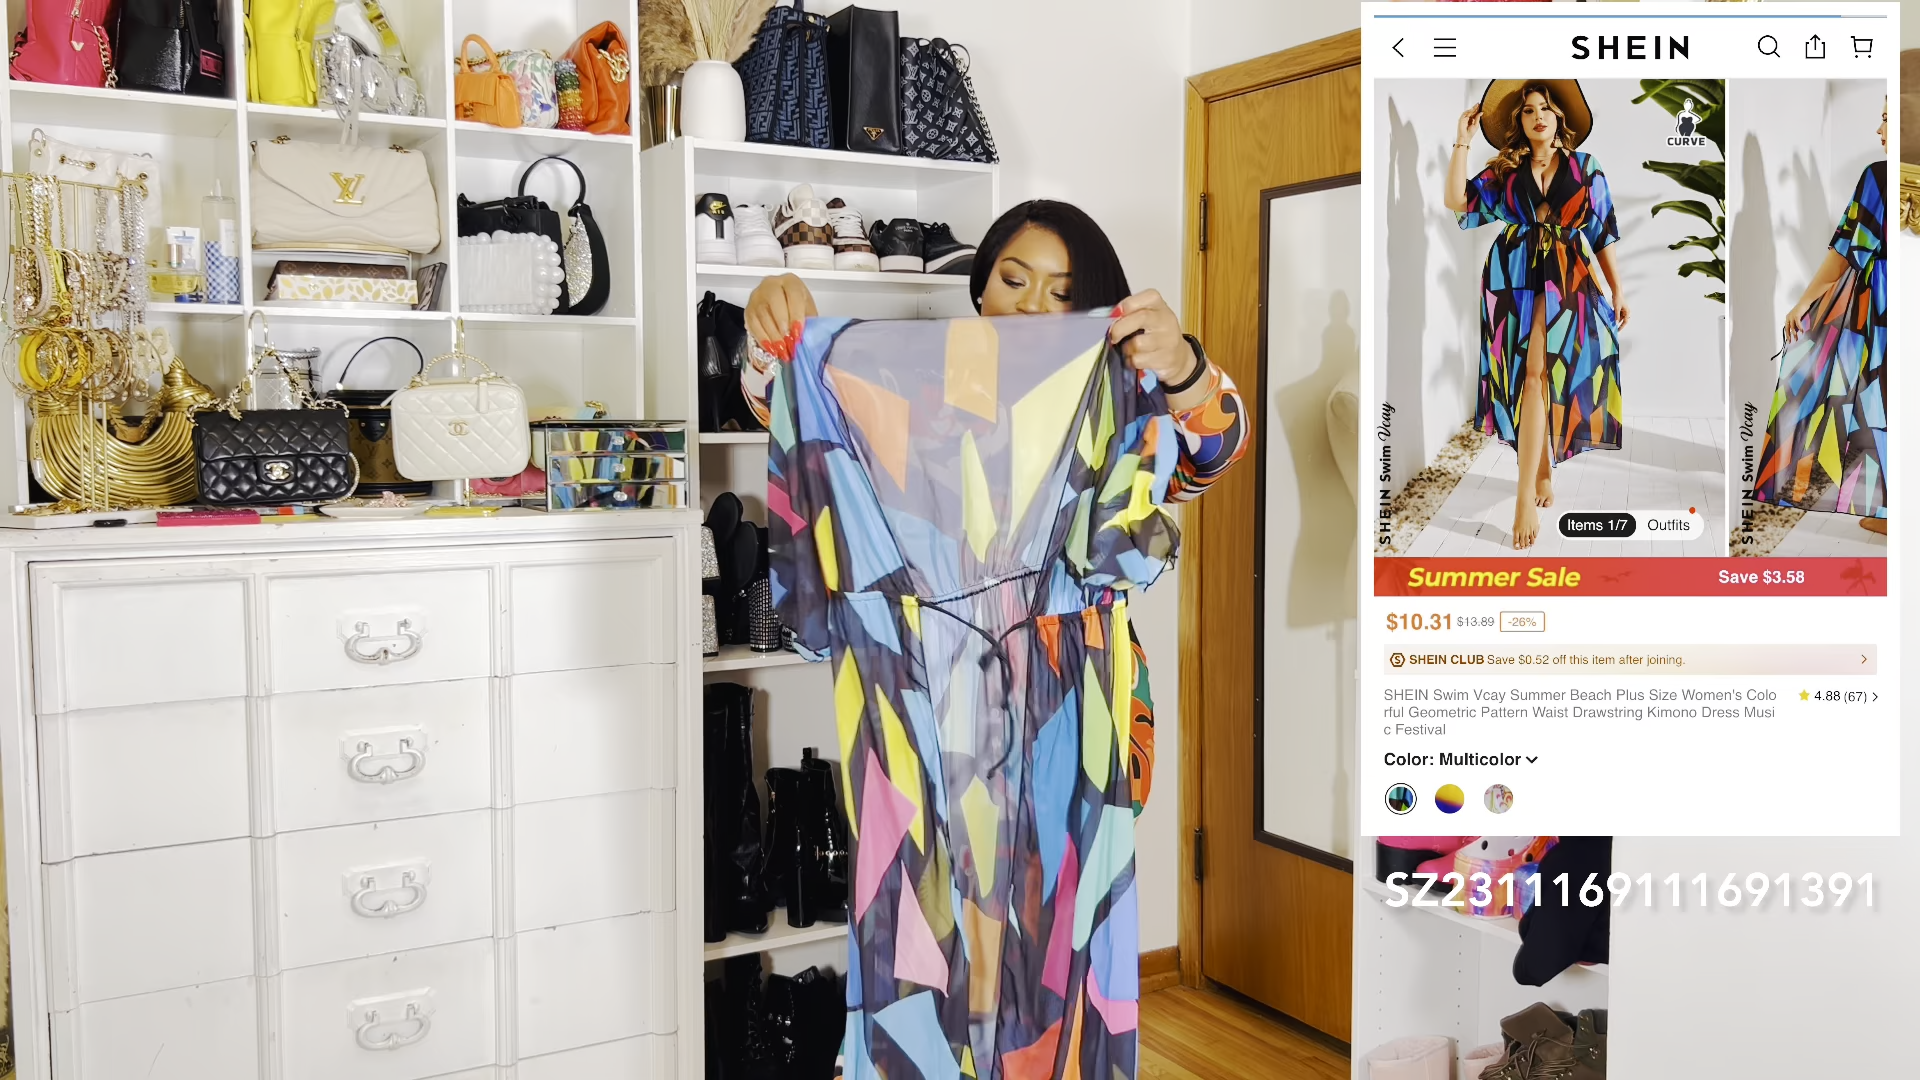 SHEIN
CURVE
SHEIN Swim Vcay
SHEIN Swim Vcay
Items 1/7 Outfits
Summer Sale Save $3.58
$10.31 $13.89 -26%
SHEIN CLUB Save $0.52 off this item after joining.
SHEIN Swim Vcay Summer Beach Plus Size Women's Colo
rful Geometric Pattern Waist Drawstring Kimono Dress Musi
c Festival
4.88 (67)
Color: Multicolor
SZ2311169111691391